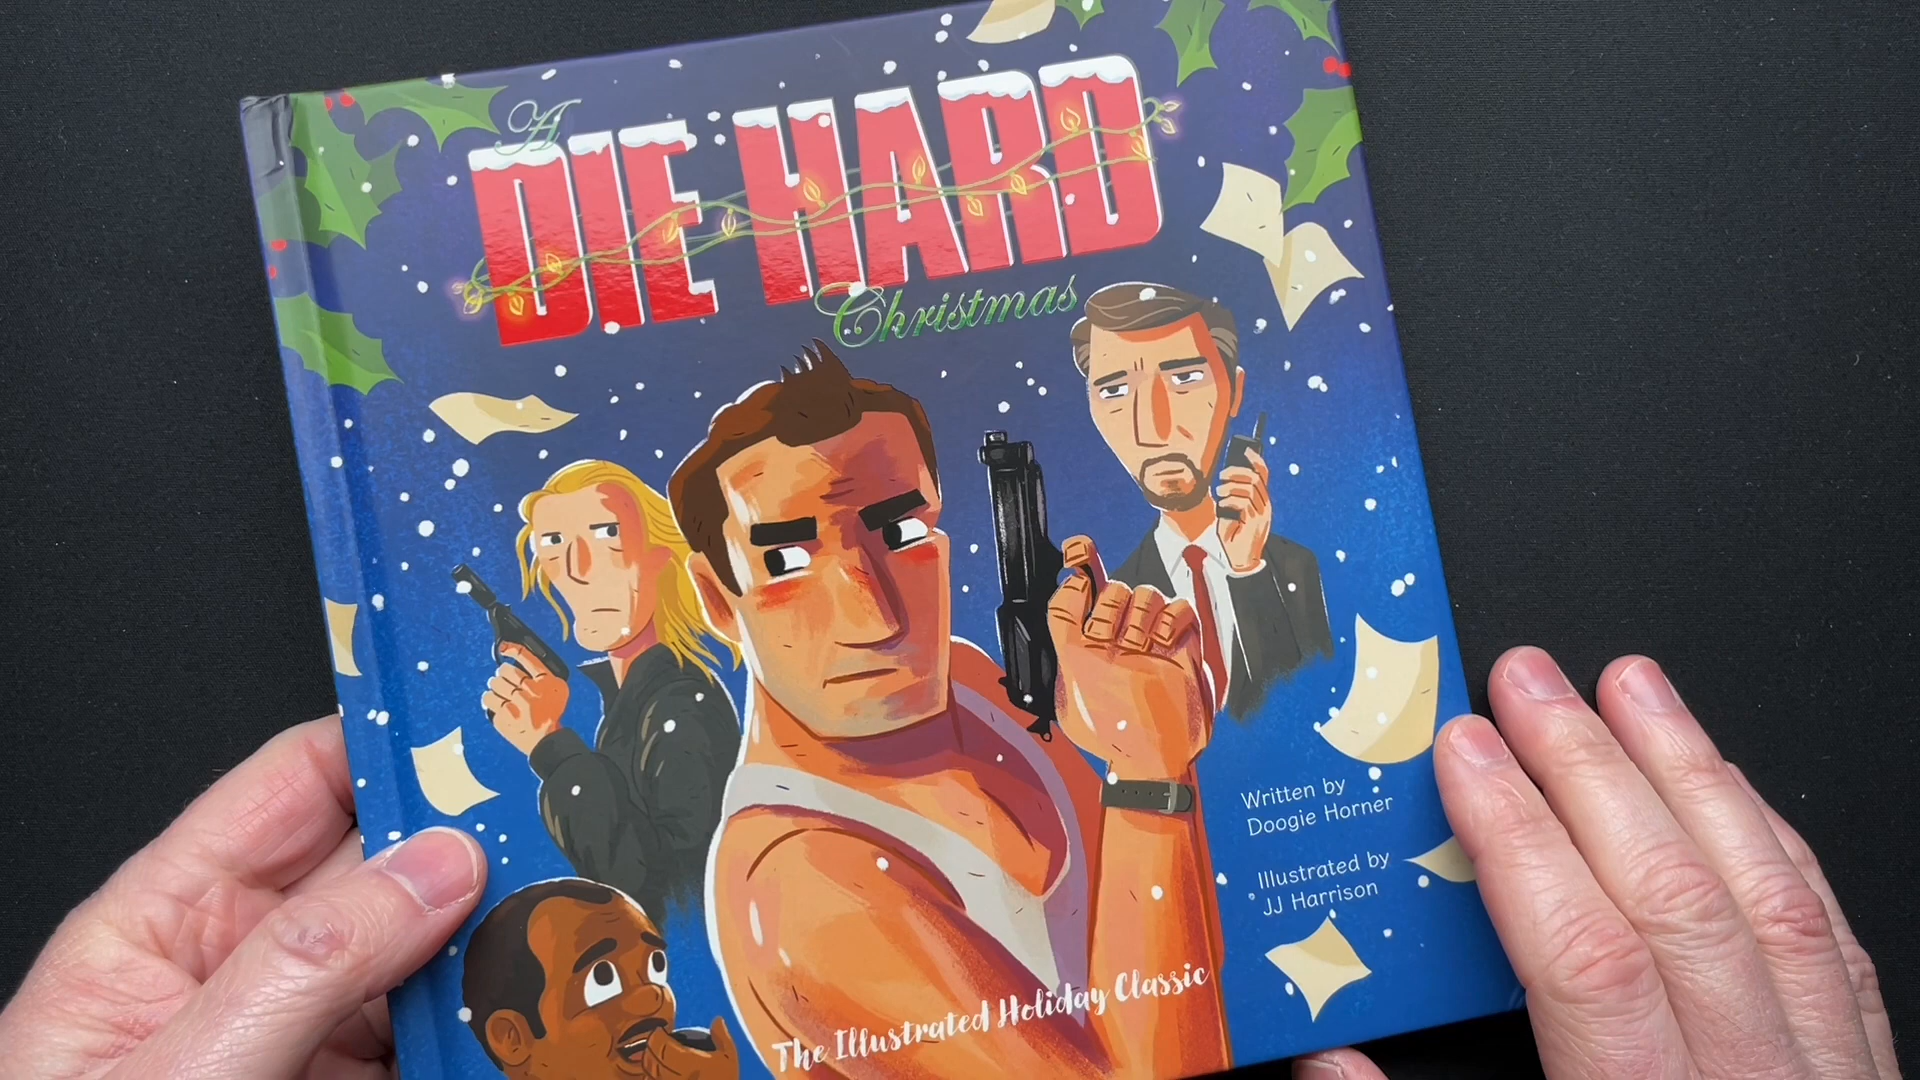 A
DIE HARD
Christmas
Written by
Doogie Horner
Illustrated by
JJ Harrison
The Illustrated Holiday Classic